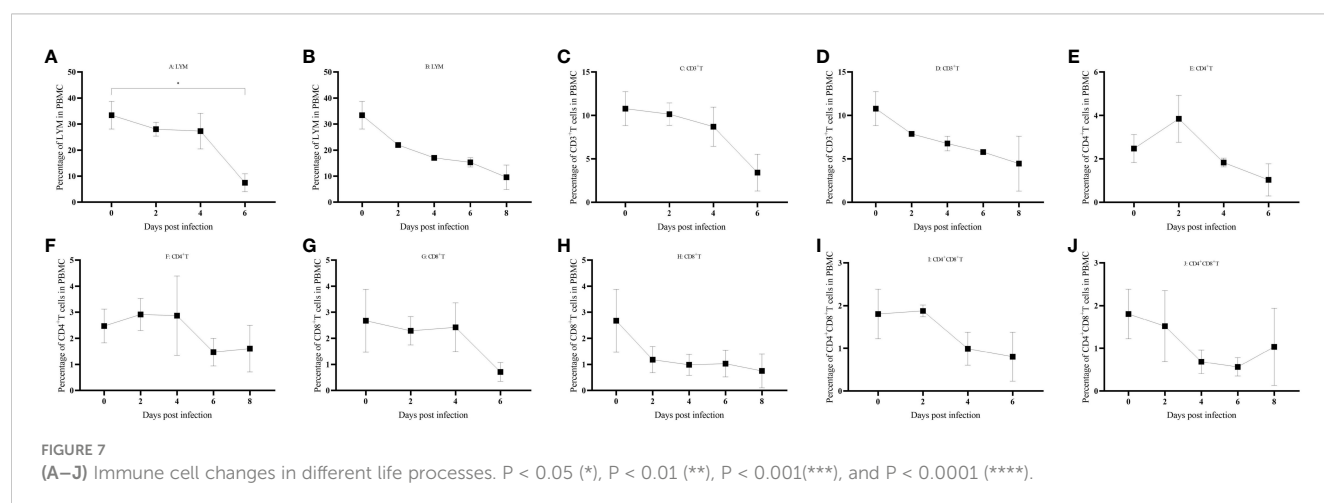 A
A: LYM
Percentage of LYM in PBMC
50
40
30
20
10
0
*
0 2 4 6
Days post infection
B
B: LYM
Percentage of LYM in PBMC
50
40
30
20
10
0
0 2 4 6 8
Days post infection
C
C: CD3⁺T
Percentage of CD3⁺T cells in PBMC
15
10
5
0
0 2 4 6
Days post infection
D
D: CD3⁺T
Percentage of CD3⁺T cells in PBMC
15
10
5
0
0 2 4 6 8
Days post infection
E
E: CD4⁺T
Percentage of CD4⁺T cells in PBMC
6
4
2
0
0 2 4 6
Days post infection
F
F: CD4⁺T
Percentage of CD4⁺T cells in PBMC
5
4
3
2
1
0
0 2 4 6 8
Days post infection
G
G: CD8⁺T
Percentage of CD8⁺T cells in PBMC
5
4
3
2
1
0
0 2 4 6
Days post infection
H
H: CD8⁺T
Percentage of CD8⁺T cells in PBMC
5
4
3
2
1
0
0 2 4 6 8
Days post infection
I
I: CD4⁺CD8⁺T
Percentage of CD4⁺CD8⁺T cells in PBMC
3
2
1
0
0 2 4 6
Days post infection
J
J: CD4⁺CD8⁺T
Percentage of CD4⁺CD8⁺T cells in PBMC
3
2
1
0
0 2 4 6 8
Days post infection
FIGURE 7
(A–J) Immune cell changes in different life processes. P < 0.05 (*), P < 0.01 (**), P < 0.001(***), and P < 0.0001 (****).